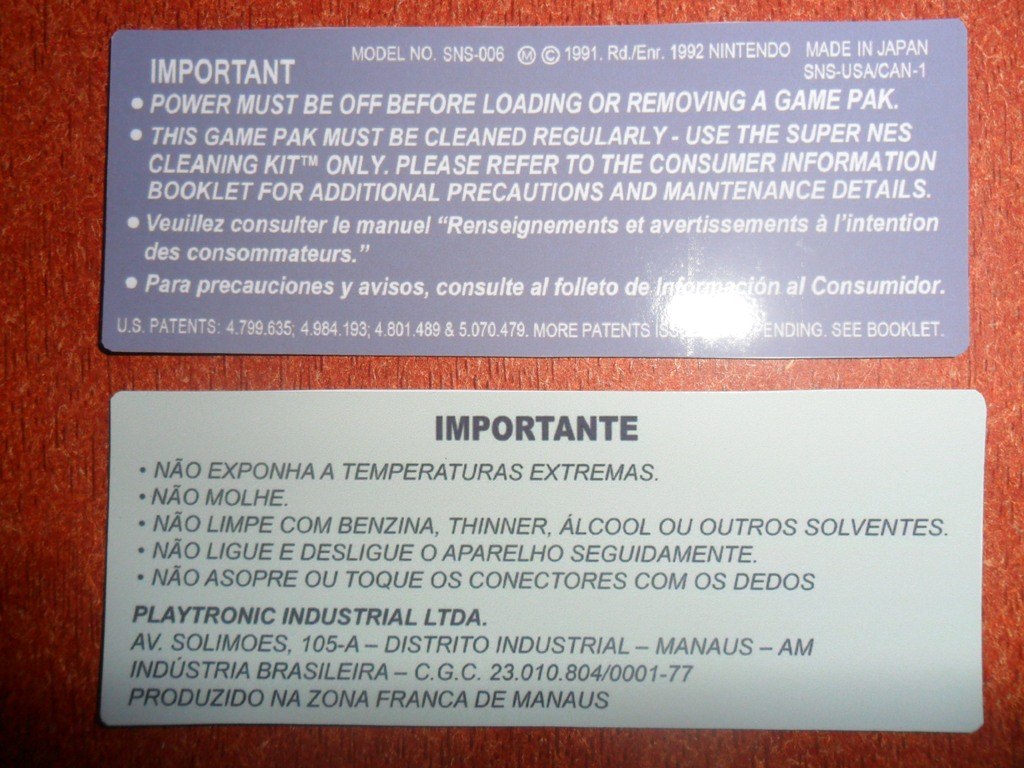 MODEL NO. SNS-006 Ⓜ © 1991. Rd./Enr. 1992 NINTENDO MADE IN JAPAN
IMPORTANT SNS-USA/CAN-1
• POWER MUST BE OFF BEFORE LOADING OR REMOVING A GAME PAK.
• THIS GAME PAK MUST BE CLEANED REGULARLY - USE THE SUPER NES
CLEANING KIT™ ONLY. PLEASE REFER TO THE CONSUMER INFORMATION
BOOKLET FOR ADDITIONAL PRECAUTIONS AND MAINTENANCE DETAILS.
• Veuillez consulter le manuel “Renseignements et avertissements à l’intention
des consommateurs.”
• Para precauciones y avisos, consulte al folleto de Información al Consumidor.
U.S. PATENTS: 4.799.635; 4.984.193; 4.801.489 & 5.070.479. MORE PATENTS SEE BOOKLET.
IMPORTANTE
• NÃO EXPONHA A TEMPERATURAS EXTREMAS.
• NÃO MOLHE.
• NÃO LIMPE COM BENZINA, THINNER, ÁLCOOL OU OUTROS SOLVENTES.
• NÃO LIGUE E DESLIGUE O APARELHO SEGUIDAMENTE.
• NÃO ASOPRE OU TOQUE OS CONECTORES COM OS DEDOS
PLAYTRONIC INDUSTRIAL LTDA.
AV. SOLIMOES, 105-A – DISTRITO INDUSTRIAL – MANAUS – AM
INDÚSTRIA BRASILEIRA – C.G.C. 23.010.804/0001-77
PRODUZIDO NA ZONA FRANCA DE MANAUS